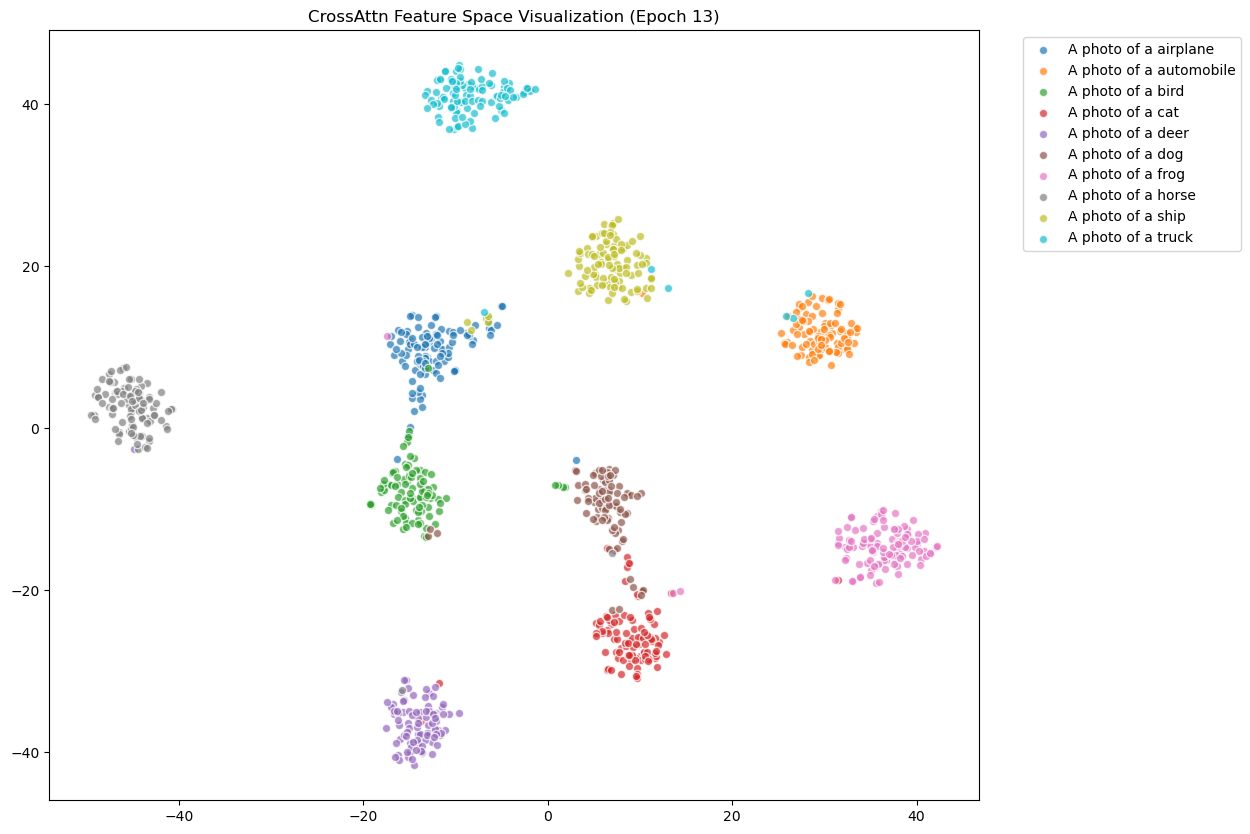 CrossAttn Feature Space Visualization (Epoch 13)
A photo of a airplane
A photo of a automobile
A photo of a bird
A photo of a cat
A photo of a deer
A photo of a dog
A photo of a frog
A photo of a horse
A photo of a ship
A photo of a truck
40
20
0
−20
−40
−40 −20 0 20 40